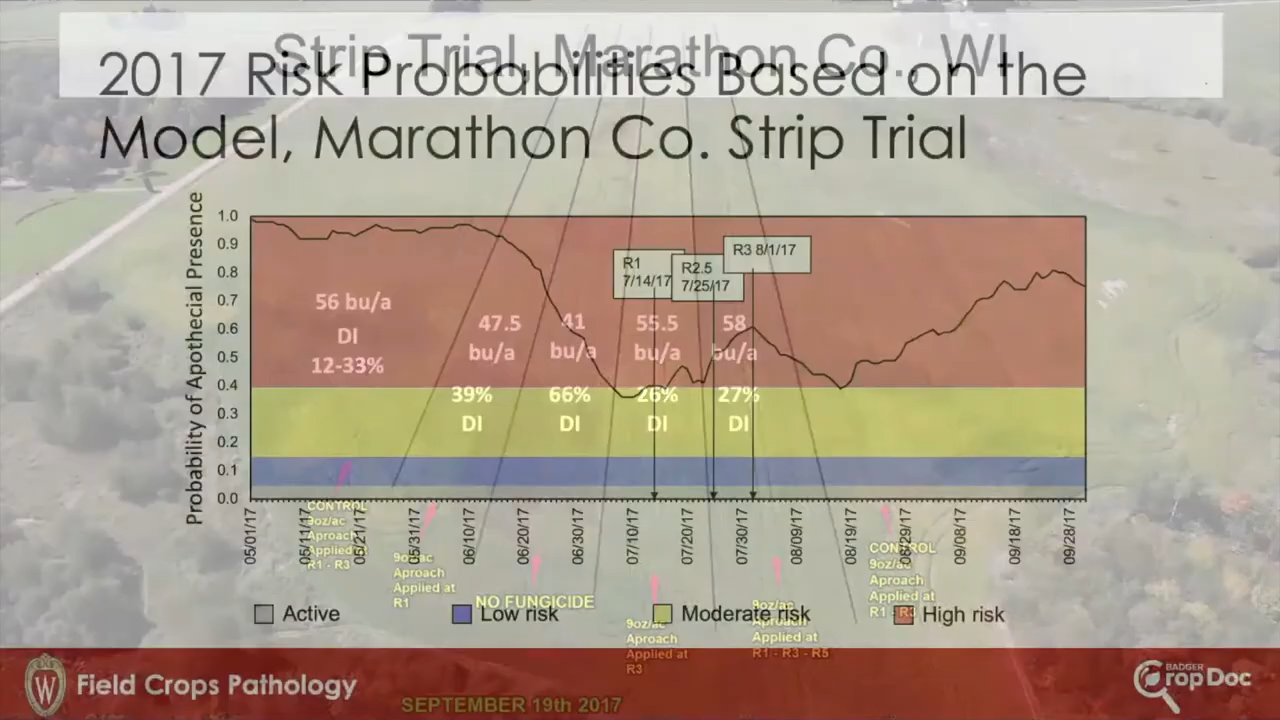 Strip Trial, Marathon Co., WI
2017 Risk Probabilities Based on the
Model, Marathon Co. Strip Trial
Probability of Apothecial Presence
1.0
0.9
0.8
0.7
0.6
0.5
0.4
0.3
0.2
0.1
0.0
R1
7/14/17
R2.5
7/25/17
R3 8/1/17
56 bu/a
DI
12-33%
47.5
bu/a
39%
DI
41
bu/a
66%
DI
55.5
bu/a
26%
DI
58
bu/a
27%
DI
05/01/17
05/11/17
05/21/17
05/31/17
06/10/17
06/20/17
06/30/17
07/10/17
07/20/17
07/30/17
08/09/17
08/19/17
08/29/17
09/08/17
09/18/17
09/28/17
CONTROL
9oz/ac
Aproach
Applied at
R1 - R3
9oz/ac
Aproach
Applied at
R1
NO FUNGICIDE
9oz/ac
Aproach
Applied at
R3
9oz/ac
Aproach
Applied at
R1 - R3 - R5
CONTROL
9oz/ac
Aproach
Applied at
R1 - R3
Active
Low risk
Moderate risk
High risk
W
Field Crops Pathology
SEPTEMBER 19th 2017
BADGER
CropDoc